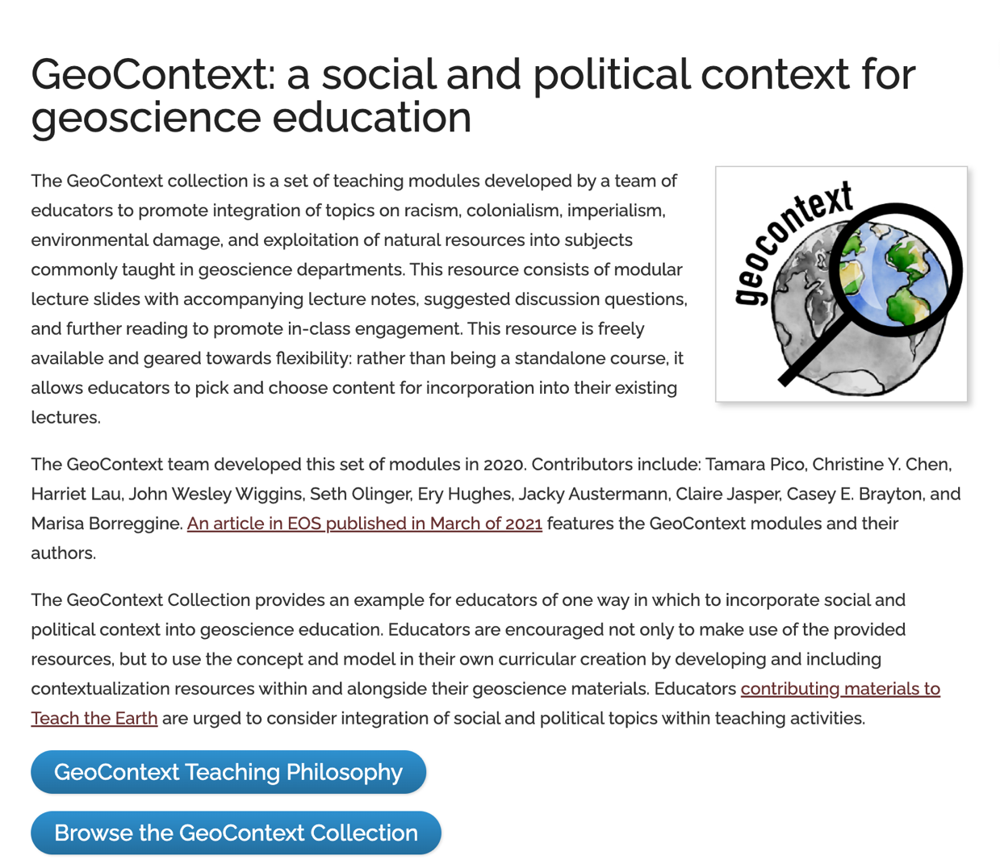 GeoContext: a social and political context for
geoscience education
The GeoContext collection is a set of teaching modules developed by a team of
educators to promote integration of topics on racism, colonialism, imperialism,
environmental damage, and exploitation of natural resources into subjects
commonly taught in geoscience departments. This resource consists of modular
lecture slides with accompanying lecture notes, suggested discussion questions,
and further reading to promote in-class engagement. This resource is freely
available and geared towards flexibility: rather than being a standalone course, it
allows educators to pick and choose content for incorporation into their existing
lectures.
geocontext
The GeoContext team developed this set of modules in 2020. Contributors include: Tamara Pico, Christine Y. Chen,
Harriet Lau, John Wesley Wiggins, Seth Olinger, Ery Hughes, Jacky Austermann, Claire Jasper, Casey E. Brayton, and
Marisa Borreggine. An article in EOS published in March of 2021 features the GeoContext modules and their
authors.
The GeoContext Collection provides an example for educators of one way in which to incorporate social and
political context into geoscience education. Educators are encouraged not only to make use of the provided
resources, but to use the concept and model in their own curricular creation by developing and including
contextualization resources within and alongside their geoscience materials. Educators contributing materials to
Teach the Earth are urged to consider integration of social and political topics within teaching activities.
GeoContext Teaching Philosophy
Browse the GeoContext Collection